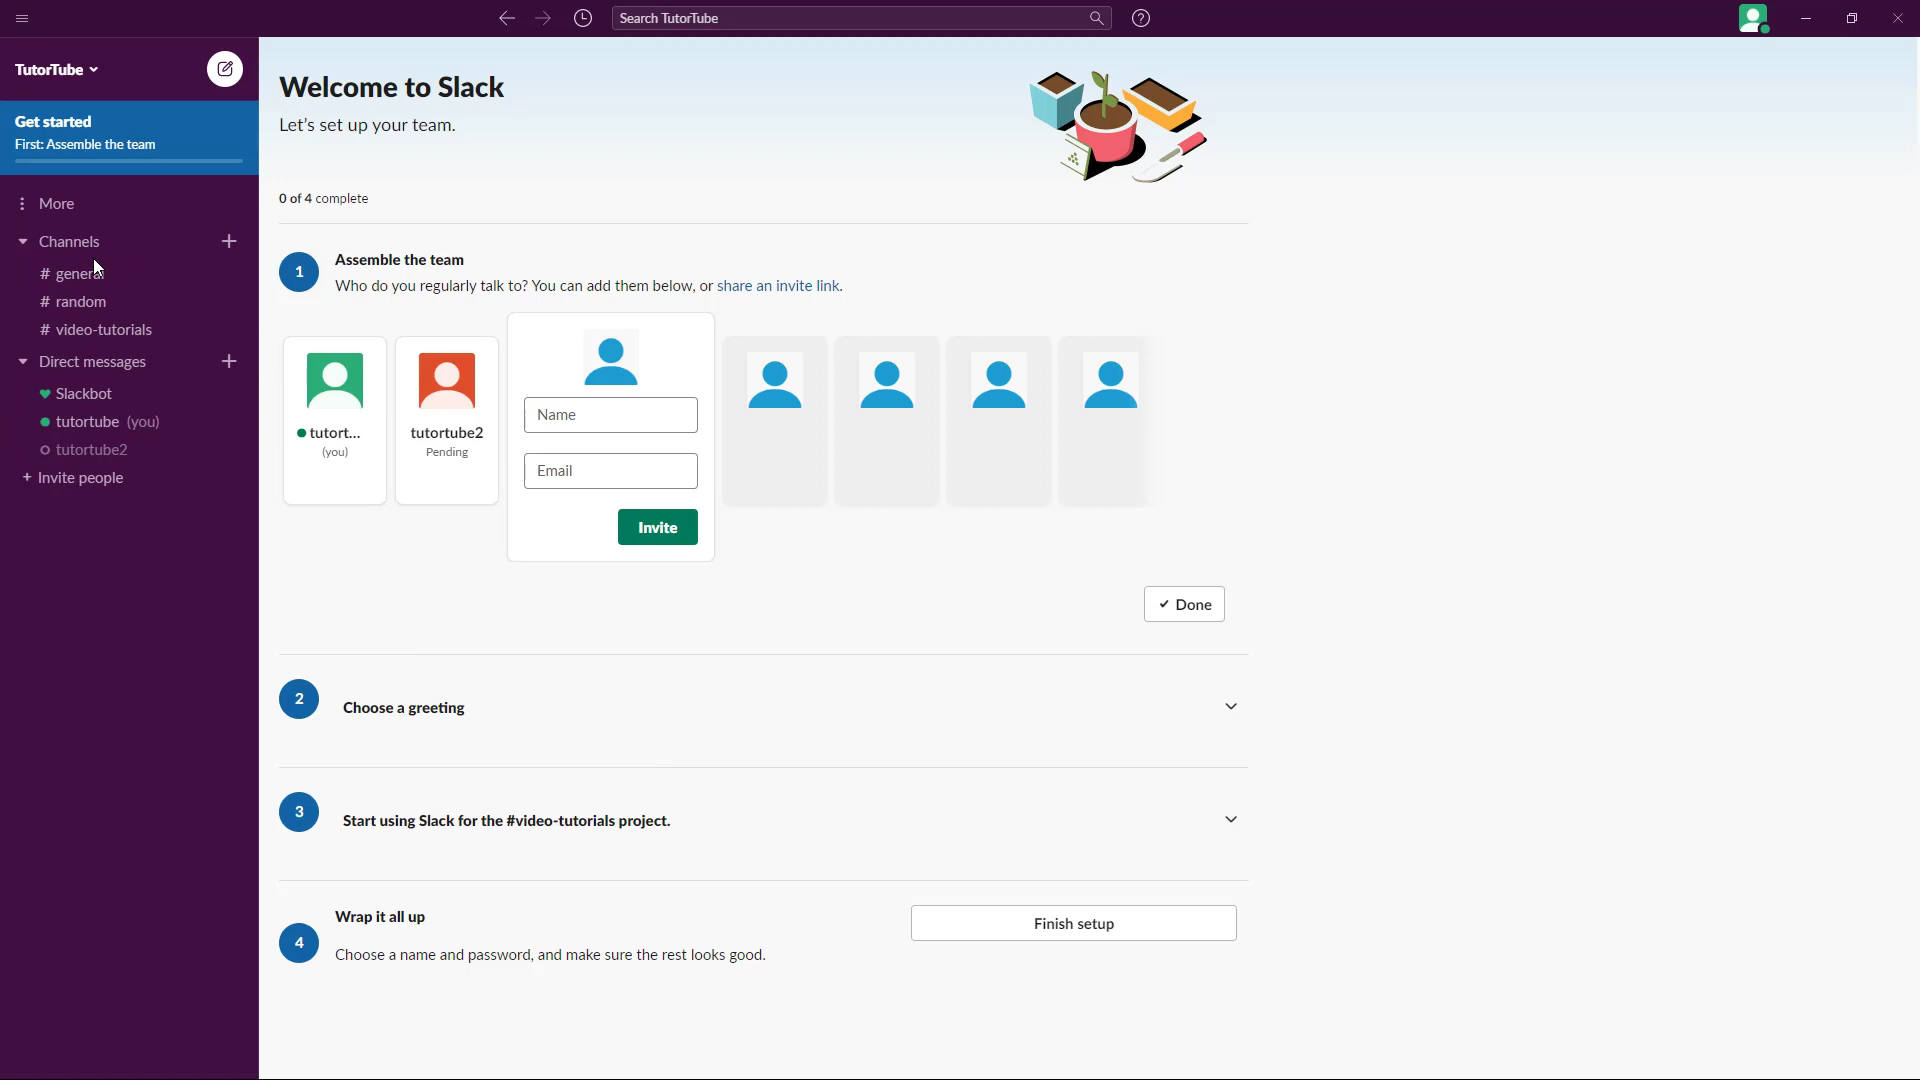 Search TutorTube
TutorTube
Get started
First: Assemble the team
More
Channels
# general
# random
# video-tutorials
Direct messages
Slackbot
tutortube (you)
tutortube2
+ Invite people
Welcome to Slack
Let's set up your team.
0 of 4 complete
1
Assemble the team
Who do you regularly talk to? You can add them below, or share an invite link.
tutort...
(you)
tutortube2
Pending
Name
Email
Invite
Done
2
Choose a greeting
3
Start using Slack for the #video-tutorials project.
4
Wrap it all up
Choose a name and password, and make sure the rest looks good.
Finish setup